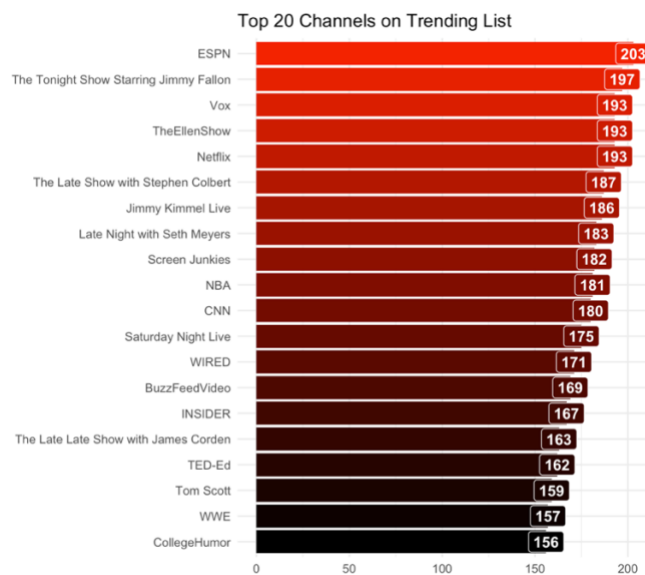 Top 20 Channels on Trending List
ESPN 203
The Tonight Show Starring Jimmy Fallon 197
Vox 193
TheEllenShow 193
Netflix 193
The Late Show with Stephen Colbert 187
Jimmy Kimmel Live 186
Late Night with Seth Meyers 183
Screen Junkies 182
NBA 181
CNN 180
Saturday Night Live 175
WIRED 171
BuzzFeedVideo 169
INSIDER 167
The Late Late Show with James Corden 163
TED-Ed 162
Tom Scott 159
WWE 157
CollegeHumor 156
0 50 100 150 200